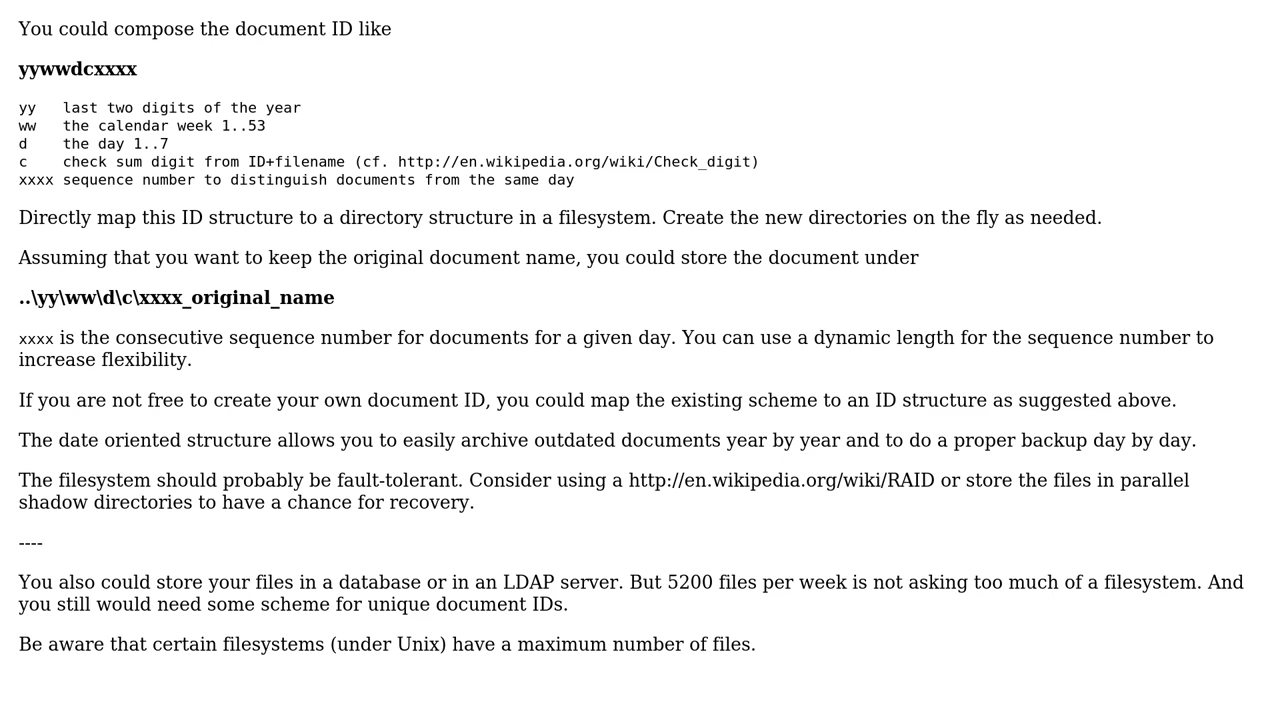 You could compose the document ID like
yywwdcxxxx
yy   last two digits of the year
ww   the calendar week 1..53
d    the day 1..7
c    check sum digit from ID+filename (cf. http://en.wikipedia.org/wiki/Check_digit)
xxxx sequence number to distinguish documents from the same day
Directly map this ID structure to a directory structure in a filesystem. Create the new directories on the fly as needed.
Assuming that you want to keep the original document name, you could store the document under
..\yy\ww\d\c\xxxx_original_name
xxxx is the consecutive sequence number for documents for a given day. You can use a dynamic length for the sequence number to
increase flexibility.
If you are not free to create your own document ID, you could map the existing scheme to an ID structure as suggested above.
The date oriented structure allows you to easily archive outdated documents year by year and to do a proper backup day by day.
The filesystem should probably be fault-tolerant. Consider using a http://en.wikipedia.org/wiki/RAID or store the files in parallel
shadow directories to have a chance for recovery.
----
You also could store your files in a database or in an LDAP server. But 5200 files per week is not asking too much of a filesystem. And
you still would need some scheme for unique document IDs.
Be aware that certain filesystems (under Unix) have a maximum number of files.